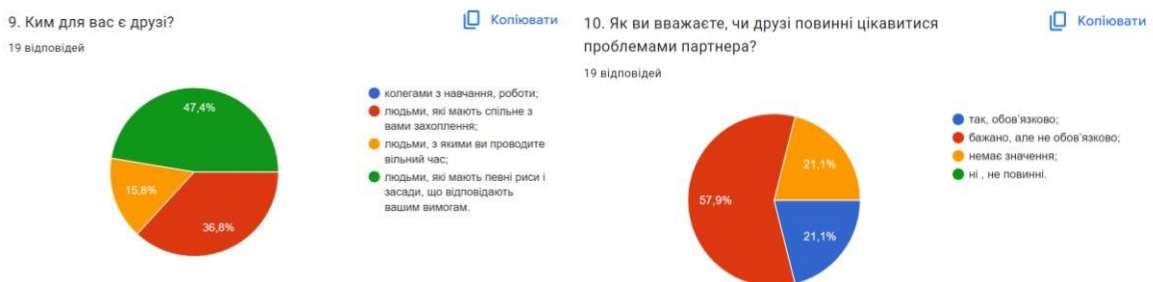 9. Ким для вас є друзі?
Копіювати
19 відповідей
47,4%
15,8%
36,8%
колегами з навчання, роботи;
людьми, які мають спільне з
вами захоплення;
людьми, з якими ви проводите
вільний час;
людьми, які мають певні риси і
засади, що відповідають
вашим вимогам.
10. Як ви вважаєте, чи друзі повинні цікавитися
проблемами партнера?
Копіювати
19 відповідей
21,1%
57,9%
21,1%
так, обов'язково;
бажано, але не обов'язково;
немає значення;
ні , не повинні.